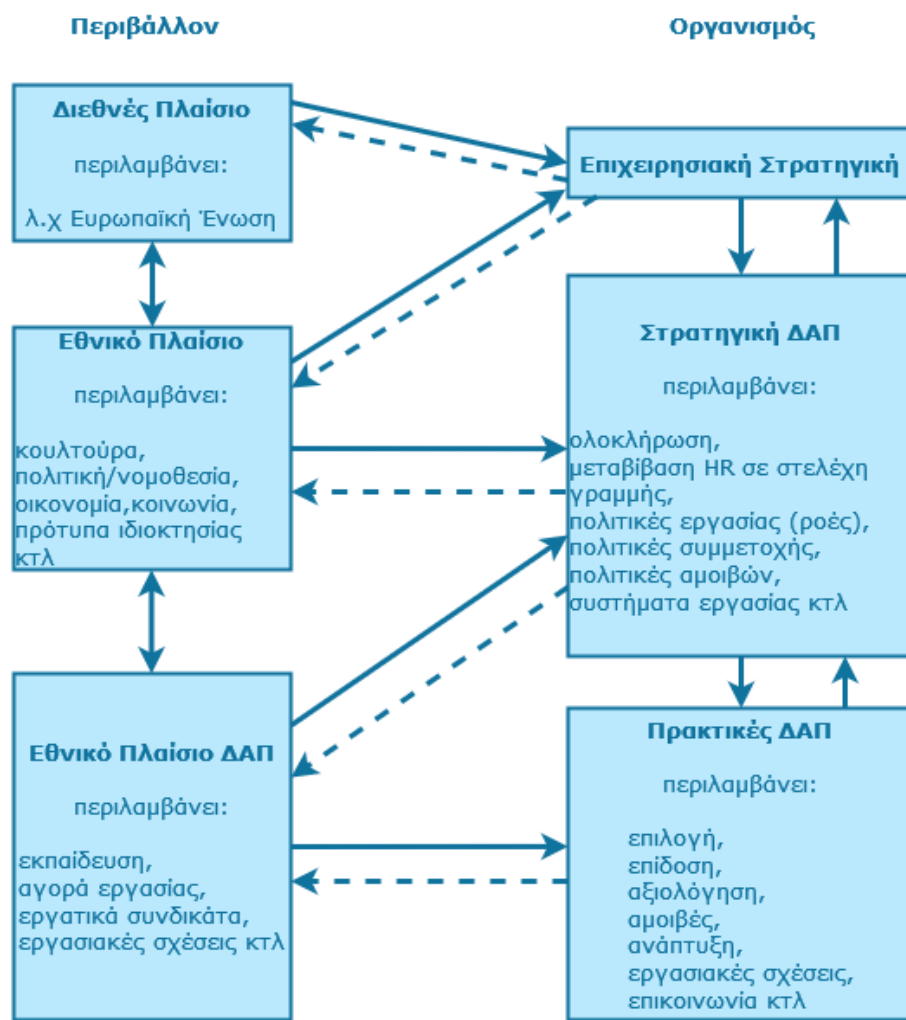 Περιβάλλον
Οργανισμός
Διεθνές Πλαίσιο
περιλαμβάνει:
λ.χ Ευρωπαϊκή Ένωση
Επιχειρησιακή Στρατηγική
Εθνικό Πλαίσιο
περιλαμβάνει:
κουλτούρα,
πολιτική/νομοθεσία,
οικονομία,κοινωνία,
πρότυπα ιδιοκτησίας
κτλ
Στρατηγική ΔΑΠ
περιλαμβάνει:
ολοκλήρωση,
μεταβίβαση HR σε στελέχη
γραμμής,
πολιτικές εργασίας (ροές),
πολιτικές συμμετοχής,
πολιτικές αμοιβών,
συστήματα εργασίας κτλ
Εθνικό Πλαίσιο ΔΑΠ
περιλαμβάνει:
εκπαίδευση,
αγορά εργασίας,
εργατικά συνδικάτα,
εργασιακές σχέσεις κτλ
Πρακτικές ΔΑΠ
περιλαμβάνει:
επιλογή,
επίδοση,
αξιολόγηση,
αμοιβές,
ανάπτυξη,
εργασιακές σχέσεις,
επικοινωνία κτλ